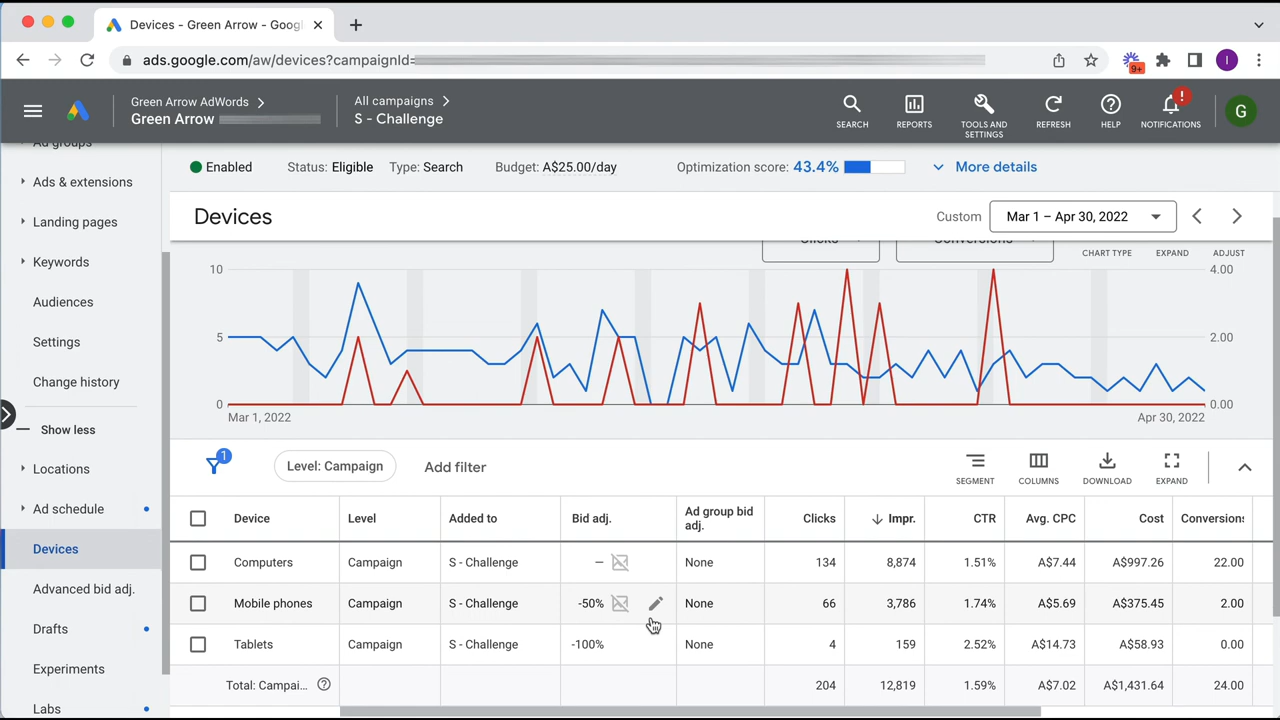 Devices - Green Arrow - Goog
ads.google.com/aw/devices?campaignId=
9+
I
Green Arrow AdWords
Green Arrow
All campaigns
S - Challenge
SEARCH
REPORTS
TOOLS AND SETTINGS
REFRESH
HELP
!
NOTIFICATIONS
G
Ad groups
Ads & extensions
Landing pages
Keywords
Audiences
Settings
Change history
Show less
Locations
Ad schedule
Devices
Advanced bid adj.
Drafts
Experiments
Labs
Enabled
Status: Eligible
Type: Search
Budget: A$25.00/day
Optimization score: 43.4%
More details
Devices
Custom
Mar 1 – Apr 30, 2022
Clicks
Conversions
CHART TYPE
EXPAND
ADJUST
10
5
0
4.00
2.00
0.00
Mar 1, 2022
Apr 30, 2022
1
Level: Campaign
Add filter
SEGMENT
COLUMNS
DOWNLOAD
EXPAND
Device Level Added to Bid adj. Ad group bid adj. Clicks Impr. CTR Avg. CPC Cost Conversions
Computers Campaign S - Challenge – None 134 8,874 1.51% A$7.44 A$997.26 22.00
Mobile phones Campaign S - Challenge -50% None 66 3,786 1.74% A$5.69 A$375.45 2.00
Tablets Campaign S - Challenge -100% None 4 159 2.52% A$14.73 A$58.93 0.00
Total: Campai... 204 12,819 1.59% A$7.02 A$1,431.64 24.00